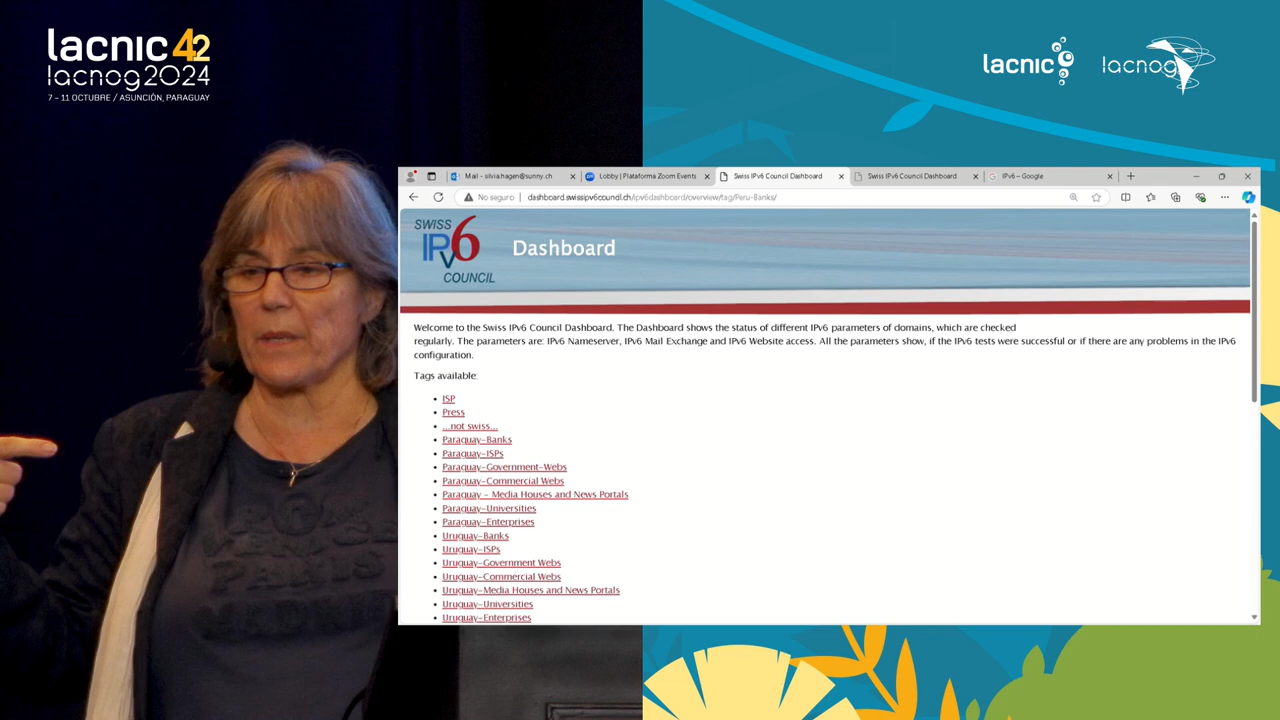 lacnic 42
lacnog2024
7 - 11 OCTUBRE / ASUNCIÓN, PARAGUAY
lacnic
lacnog
Mail - silvia.hagen@sunny.ch
Lobby | Plataforma Zoom Events
Swiss IPv6 Council Dashboard
Swiss IPv6 Council Dashboard
IPv6 – Google
No seguro
dashboard.swissipv6council.ch/ipv6dashboard/overview/tag/Peru-Banks/
SWISS
IPv6
COUNCIL
Dashboard
Welcome to the Swiss IPv6 Council Dashboard. The Dashboard shows the status of different IPv6 parameters of domains, which are checked
regularly. The parameters are: IPv6 Nameserver, IPv6 Mail Exchange and IPv6 Website access. All the parameters show, if the IPv6 tests were successful or if there are any problems in the IPv6
configuration.
Tags available:
ISP
Press
...not swiss...
Paraguay-Banks
Paraguay-ISPs
Paraguay-Government-Webs
Paraguay-Commercial Webs
Paraguay - Media Houses and News Portals
Paraguay-Universities
Paraguay-Enterprises
Uruguay-Banks
Uruguay-ISPs
Uruguay-Government Webs
Uruguay-Commercial Webs
Uruguay-Media Houses and News Portals
Uruguay-Universities
Uruguay-Enterprises